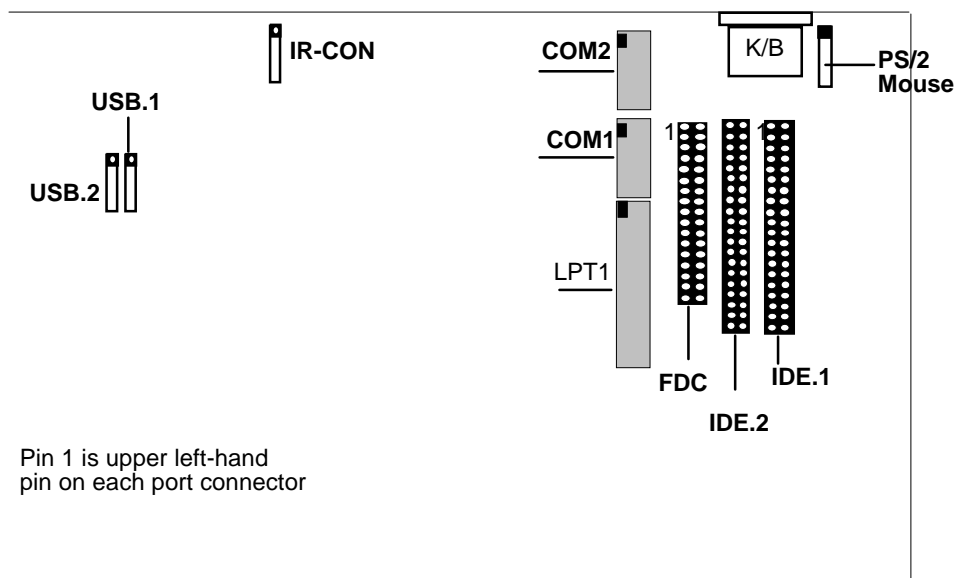 IR-CON
COM2
K/B
PS/2
Mouse
USB.1
COM1
1
1
USB.2
LPT1
FDC
IDE.1
IDE.2
Pin 1 is upper left-hand
pin on each port connector